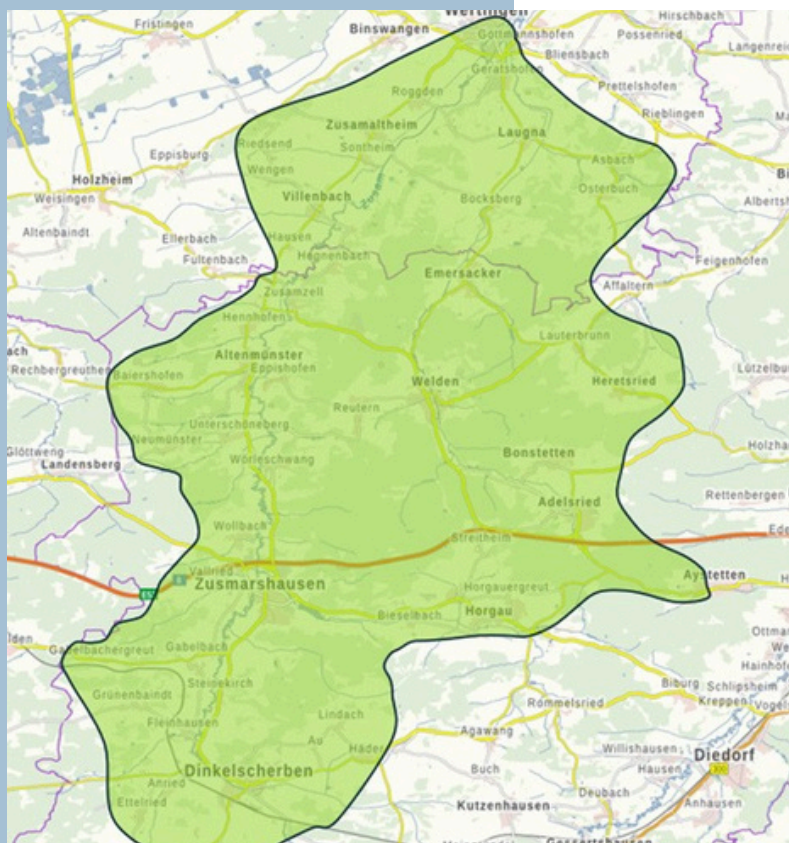 Wertingen
Hirschbach
Fristingen
Binswangen
Gottmannshofen
Possenried
Bliensbach
Geratshofen
Prettelshofen
Roggden
Rieblingen
Zusamaltheim
Laugna
Riedsend
Sontheim
Eppisburg
Asbach
Wengen
Holzheim
Osterbuch
Zusam
Villenbach
Bocksberg
Weisingen
Altenbaindt
Hausen
Ellerbach
Hegnenbach
Fultenbach
Feigenhofen
Emersacker
Affaltern
Zusamzell
Hennhofen
Lauterbrunn
Altenmünster
Rechbergreuthen
Baiershofen
Eppishofen
Welden
Heretsried
Reutern
Unterschöneberg
Neumünster
Glöttweng
Bonstetten
Landensberg
Wörleschwang
Adelsried
Rettenbergen
Wollbach
Streitheim
Vallried
Aystetten
8
Zusmarshausen
Horgauergreut
E52
Bieselbach
Horgau
Gabelbachergreut
Gabelbach
Steinekirch
Biburg
Schlipsheim
Grünenbaindt
Kreppen
Rommelsried
Lindach
Fleinhausen
Agawang
Au
Willishausen
Häder
Diedorf
Buch
Hausen
300
Dinkelscherben
Anried
Deubach
Ettelried
Kutzenhausen
Anhausen